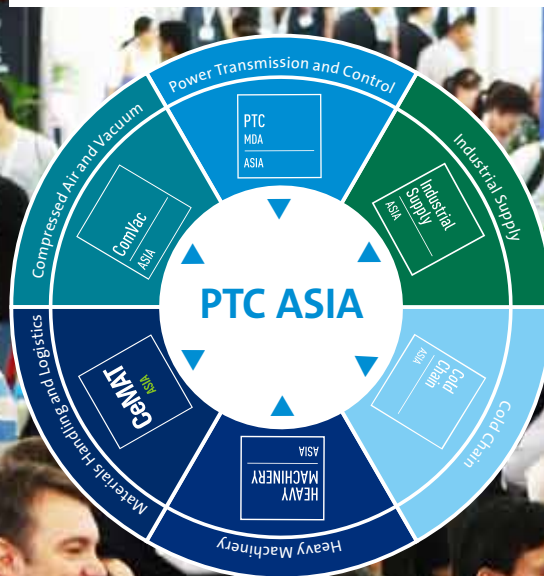 Power Transmission and Control
PTC
MDA
ASIA
Industrial Supply
Industrial
Supply
ASIA
Cold Chain
Cold
Chain
ASIA
Heavy Machinery
HEAVY
MACHINERY
ASIA
Materials Handling and Logistics
CeMAT
ASIA
Compressed Air and Vacuum
ComVac
ASIA
PTC ASIA